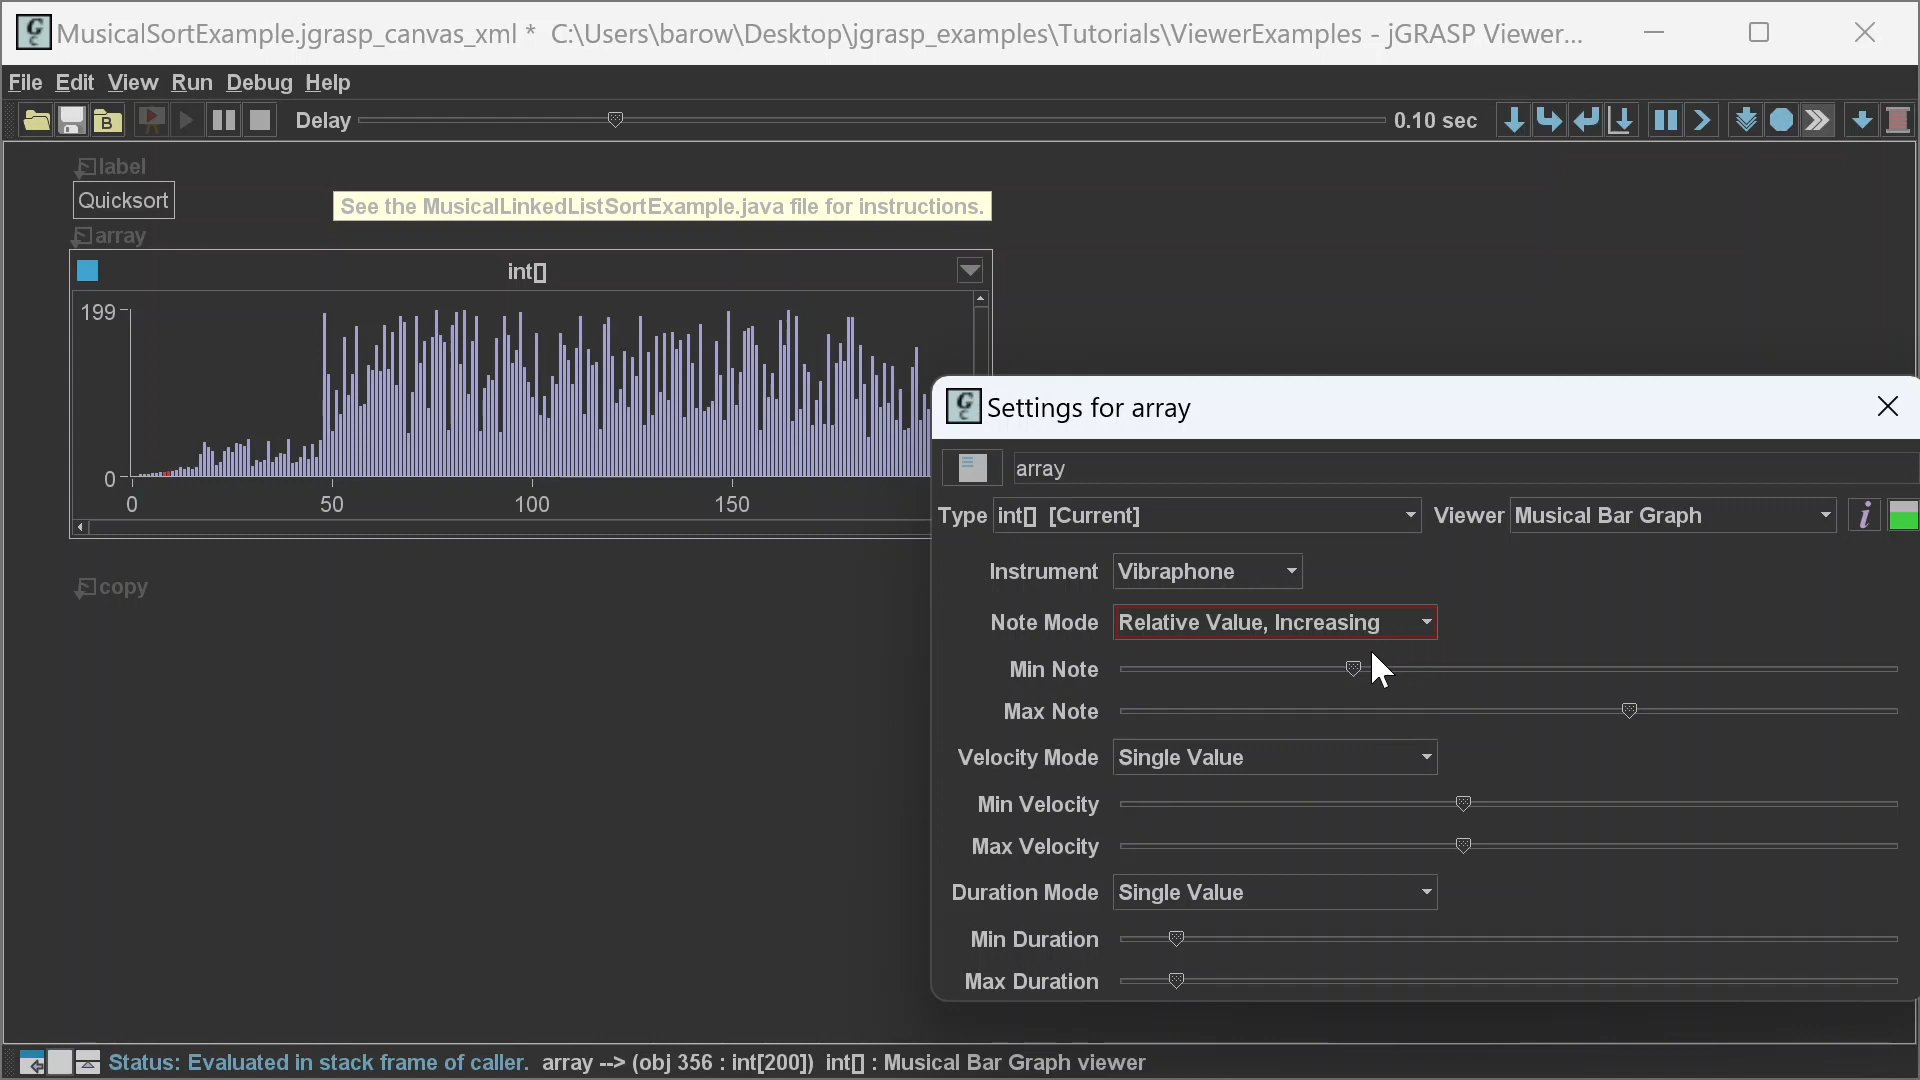 MusicalSortExample.jgrasp_canvas_xml * C:\Users\barow\Desktop\jgrasp_examples\Tutorials\ViewerExamples - jGRASP Viewer...
File Edit View Run Debug Help
B Delay 0.10 sec
label
Quicksort
See the MusicalLinkedListSortExample.java file for instructions.
array
int[]
199
0
0 50 100 150
copy
Settings for array
array
Type int[] [Current] Viewer Musical Bar Graph i
Instrument Vibraphone
Note Mode Relative Value, Increasing
Min Note
Max Note
Velocity Mode Single Value
Min Velocity
Max Velocity
Duration Mode Single Value
Min Duration
Max Duration
Status: Evaluated in stack frame of caller. array --> (obj 356 : int[200]) int[] : Musical Bar Graph viewer